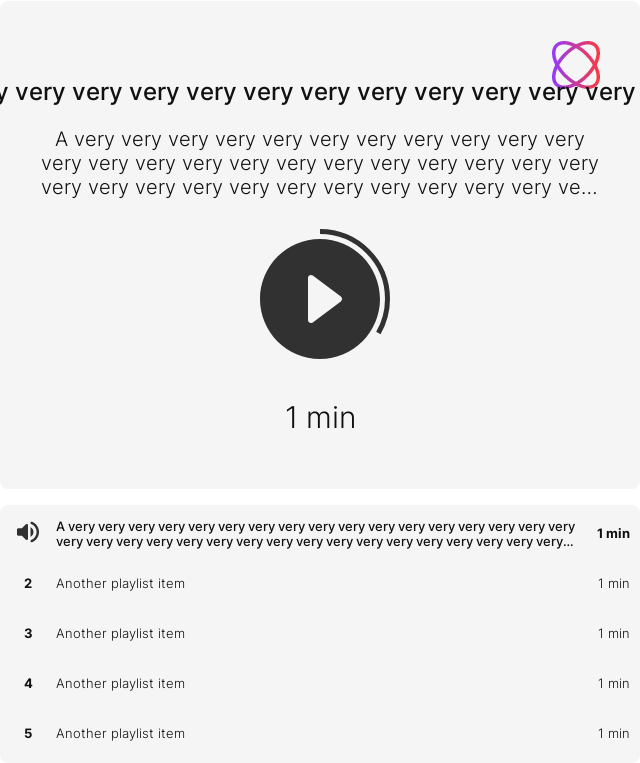 y very very very very very very very very very very very
A very very very very very very very very very very very
very very very very very very very very very very very very
very very very very very very very very very very very ve...
1 min
A very very very very very very very very very very very very very very very very very
very very very very very very very very very very very very very very very very very...
1 min
2 Another playlist item 1 min
3 Another playlist item 1 min
4 Another playlist item 1 min
5 Another playlist item 1 min